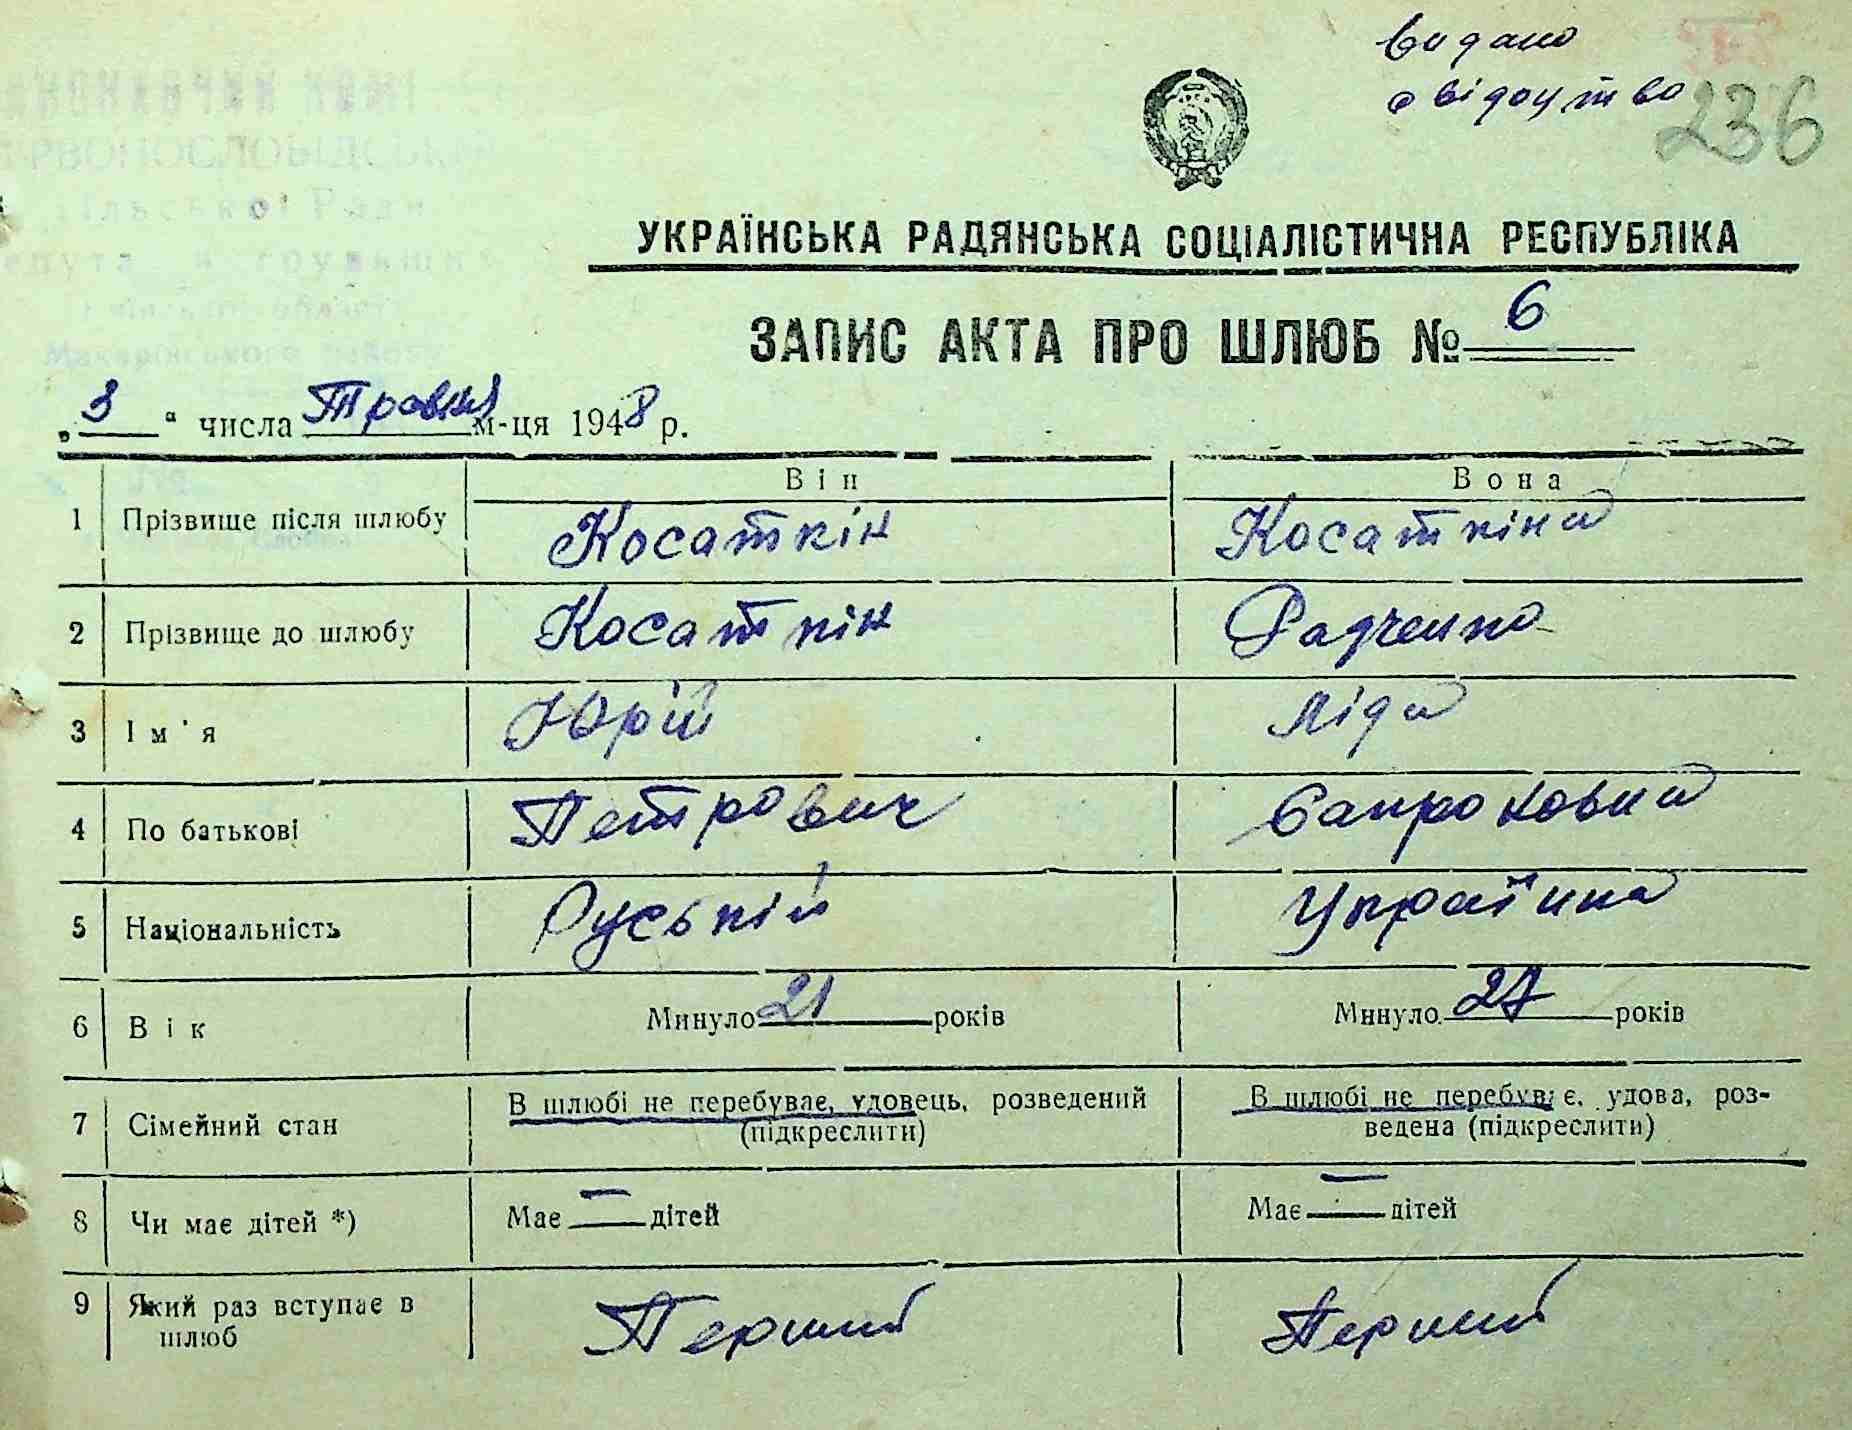 видано
свідоцтво
236
УКРАЇНСЬКА РАДЯНСЬКА СОЦІАЛІСТИЧНА РЕСПУБЛІКА
ЗАПИС АКТА ПРО ШЛЮБ № 6
„3“ числа Травня м-ця 1948 р.
Він Вона
1 Прізвище після шлюбу Косаткін Косаткіна
2 Прізвище до шлюбу Косаткін Радченко
3 Ім'я Юрій Ліда
4 По батькові Петрович
5 Національність Руський Українка
6 Вік Минуло 21 років Минуло 27 років
7 Сімейний стан В шлюбі не перебуває, удовець, розведений (підкреслити) В шлюбі не перебуває, удова, роз-
ведена (підкреслити)
8 Чи має дітей *) Має — дітей Має — дітей
9 Який раз вступає в шлюб Перший Перший